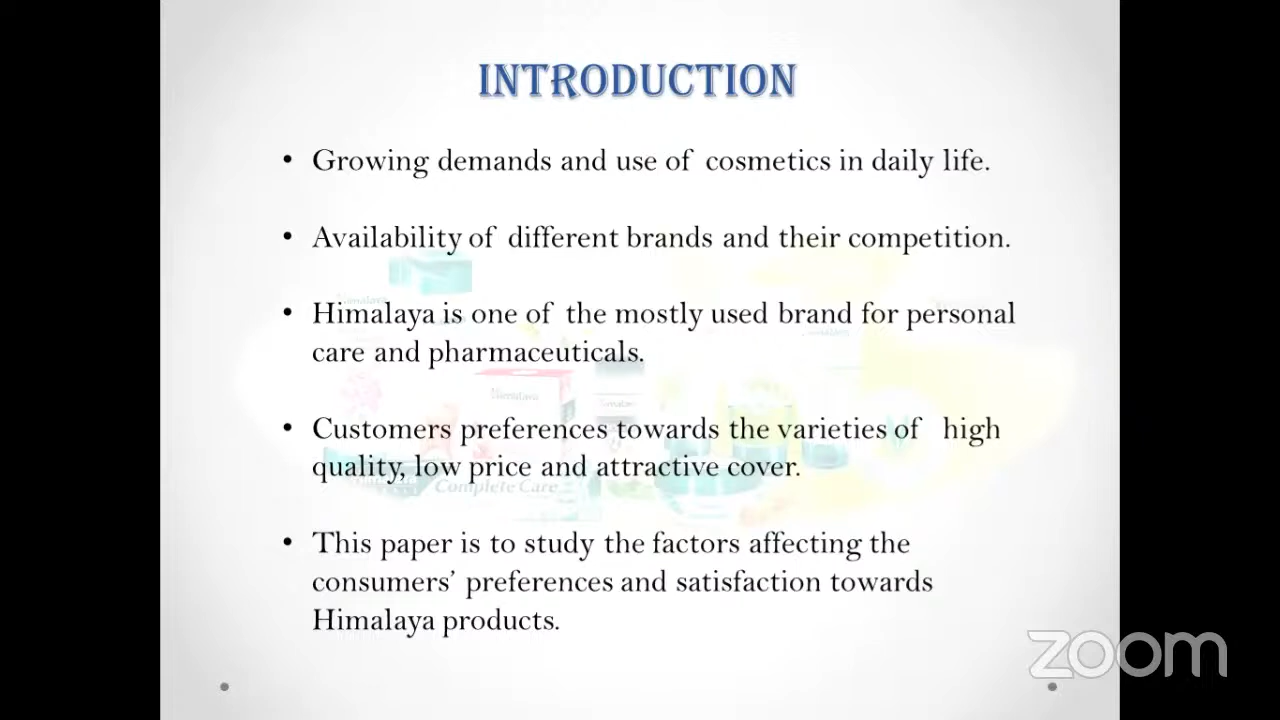 INTRODUCTION
• Growing demands and use of cosmetics in daily life.
• Availability of different brands and their competition.
• Himalaya is one of the mostly used brand for personal
care and pharmaceuticals.
• Customers preferences towards the varieties of high
quality, low price and attractive cover.
Complete Care
• This paper is to study the factors affecting the
consumers’ preferences and satisfaction towards
Himalaya products.
zoom